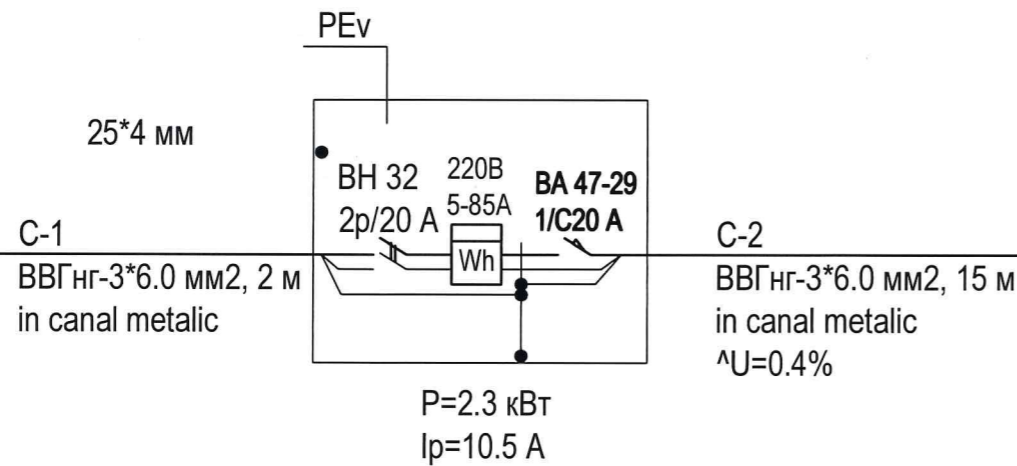 PEv
25*4 мм
ВН 32
2p/20 A
220В
5-85A
ВА 47-29
1/C20 A
Wh
C-1
ВВГнг-3*6.0 мм2, 2 м
in canal metalic
C-2
ВВГнг-3*6.0 мм2, 15 м
in canal metalic
^U=0.4%
P=2.3 кВт
Ip=10.5 A